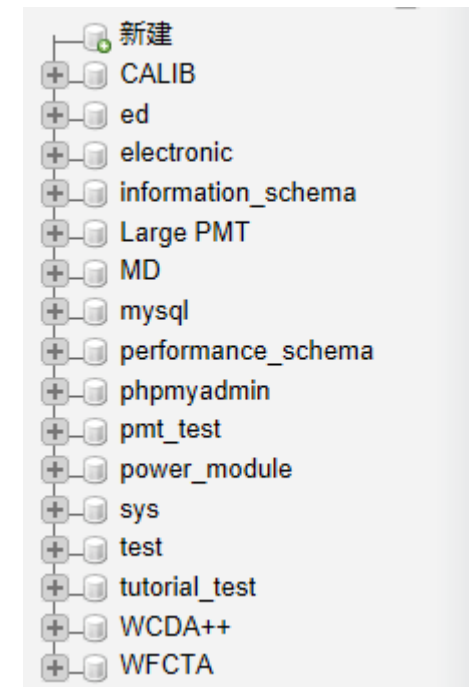 新建
CALIB
ed
electronic
information_schema
Large PMT
MD
mysql
performance_schema
phpmyadmin
pmt_test
power_module
sys
test
tutorial_test
WCDA++
WFCTA